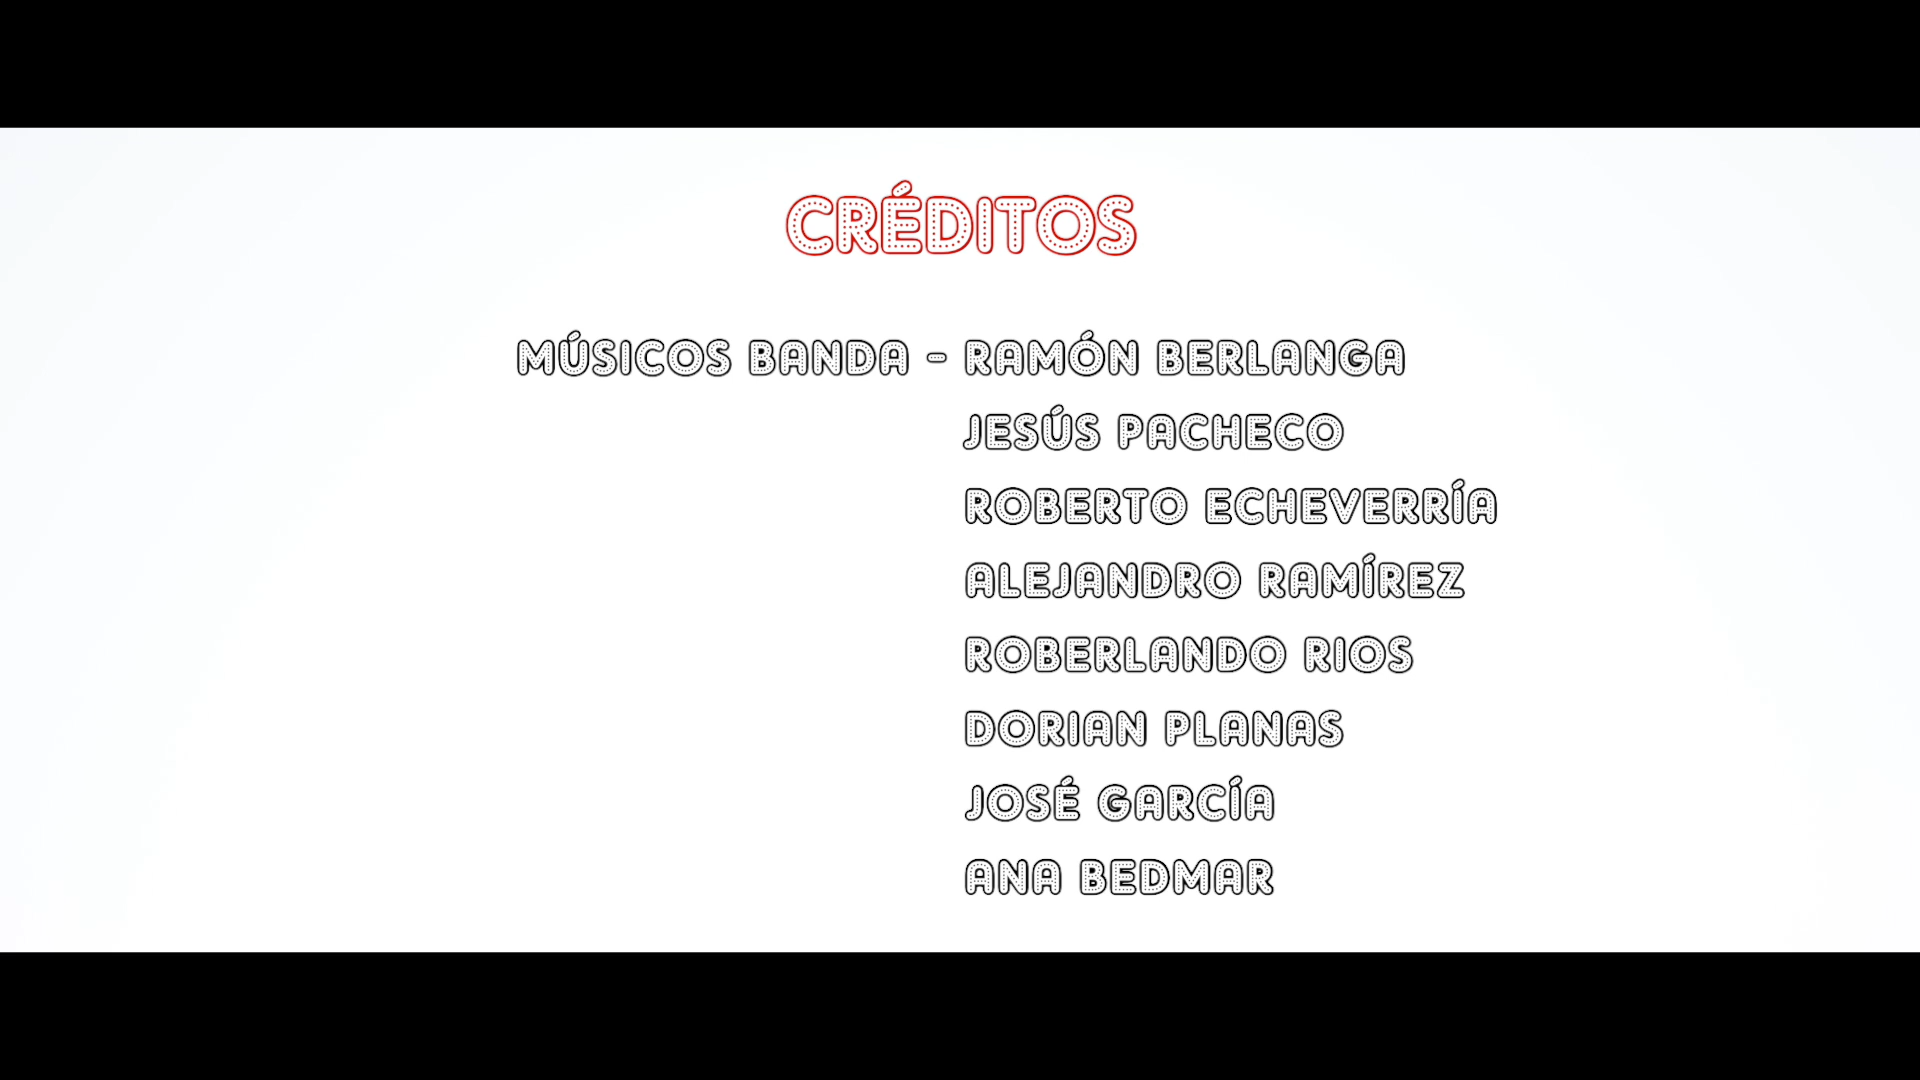 CRÉDITOS
MÚSICOS BANDA - RAMÓN BERLANGA
JESÚS PACHECO
ROBERTO ECHEVERRÍA
ALEJANDRO RAMÍREZ
ROBERLANDO RIOS
DORIAN PLANAS
JOSÉ GARCÍA
ANA BEDMAR